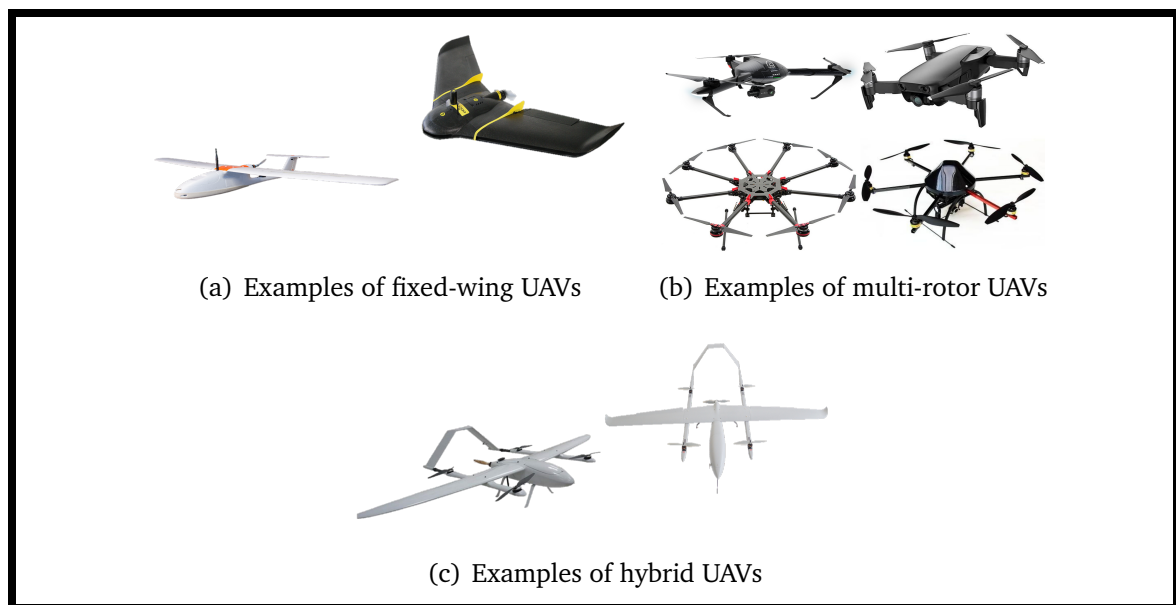 (a) Examples of fixed-wing UAVs
(b) Examples of multi-rotor UAVs
(c) Examples of hybrid UAVs